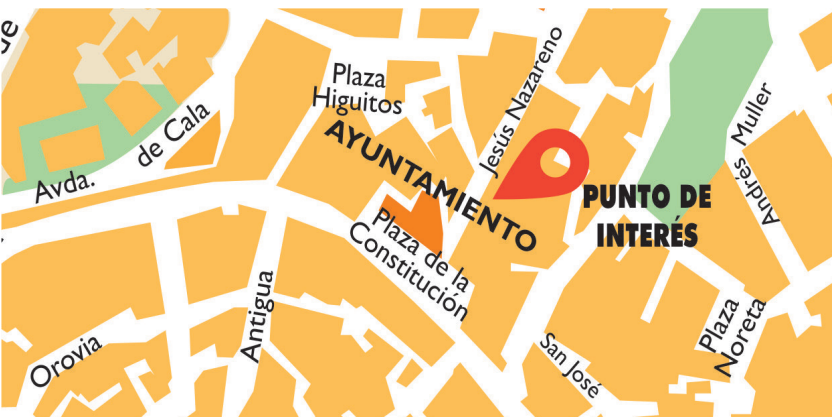 de
Avda.
de Cala
Plaza
Higuitos
AYUNTAMIENTO
Jesús Nazareno
PUNTO DE
INTERÉS
Andrés Muller
Plaza de la
Constitución
Antigua
Orovia
San José
Plaza
Noreta